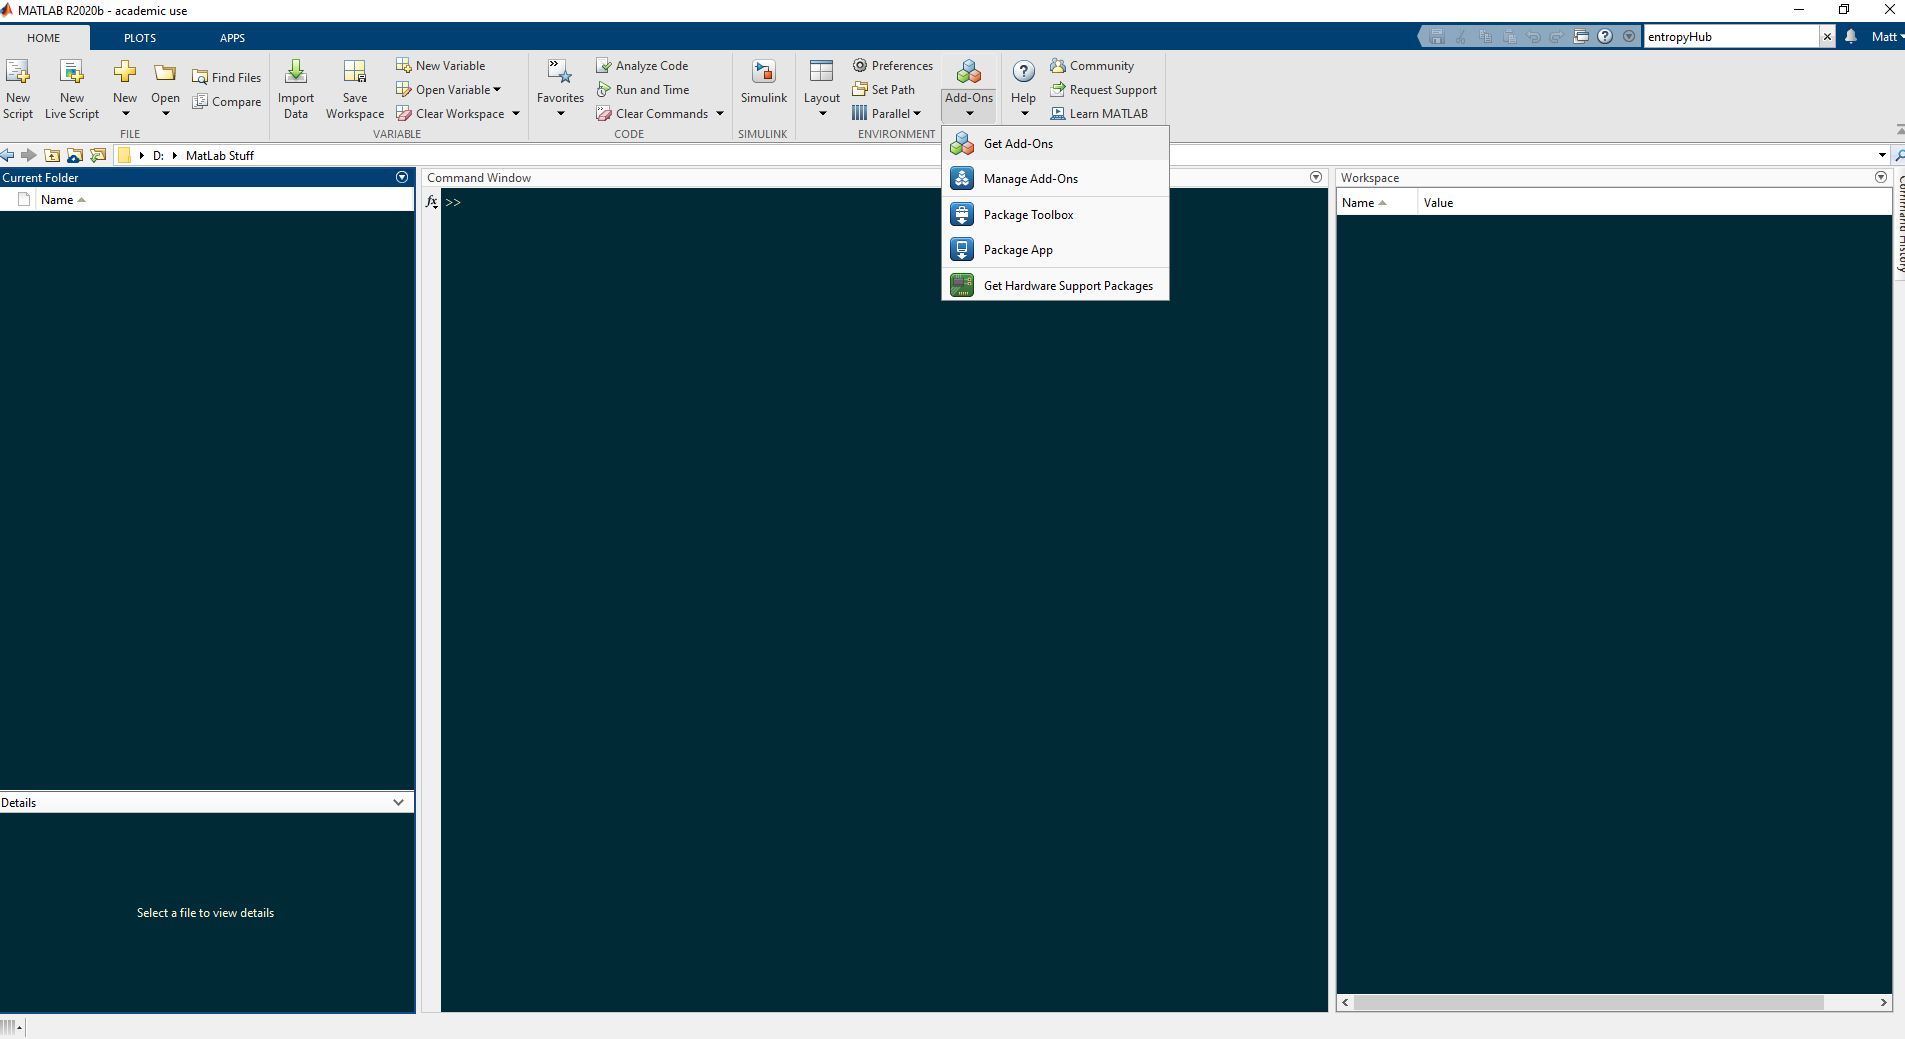 MATLAB R2020b - academic use
HOME
PLOTS
APPS
entropyHub
Matt
New Script
New Live Script
New
Open
Find Files
Compare
FILE
Import Data
Save Workspace
New Variable
Open Variable
Clear Workspace
VARIABLE
Favorites
Analyze Code
Run and Time
Clear Commands
CODE
Simulink
SIMULINK
Layout
Preferences
Set Path
Parallel
ENVIRONMENT
Add-Ons
Help
Community
Request Support
Learn MATLAB
Get Add-Ons
Manage Add-Ons
Package Toolbox
Package App
Get Hardware Support Packages
D: MatLab Stuff
Current Folder
Name
Command Window
fx >>
Workspace
Name
Value
Command History
Details
Select a file to view details